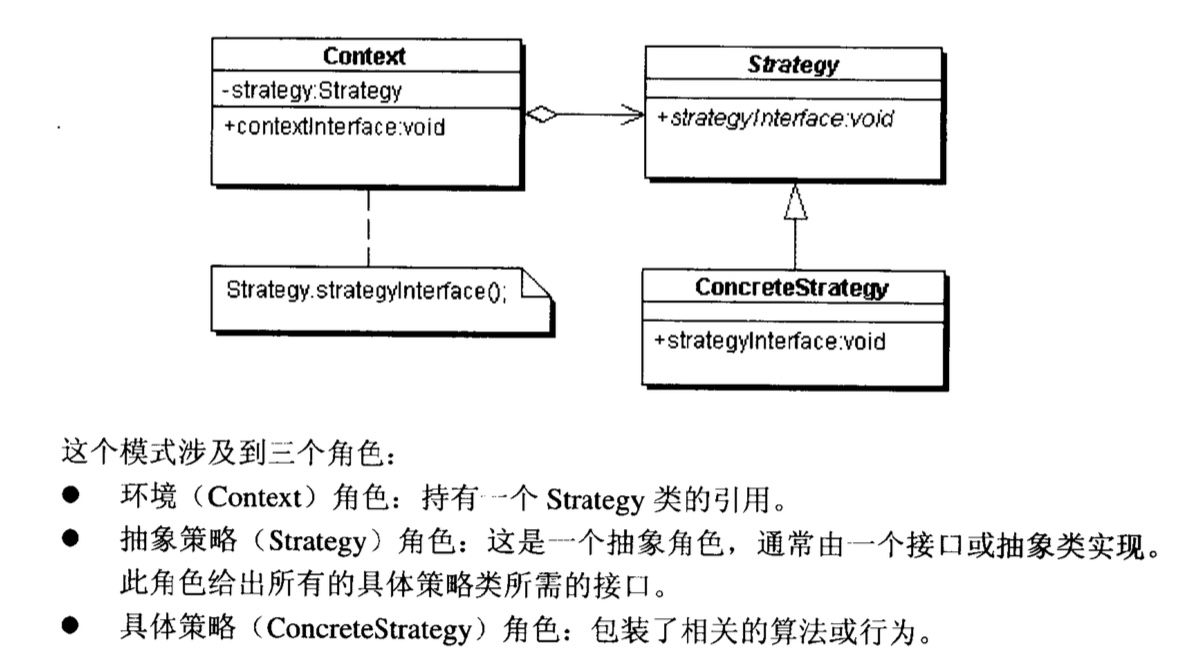 Context
-strategy:Strategy
+contextInterface:void
Strategy
+strategyInterface:void
Strategy.strategyInterface();
ConcreteStrategy
+strategyInterface:void
这个模式涉及到三个角色：
● 环境（Context）角色：持有一个 Strategy 类的引用。
● 抽象策略（Strategy）角色：这是一个抽象角色，通常由一个接口或抽象类实现。
此角色给出所有的具体策略类所需的接口。
● 具体策略（ConcreteStrategy）角色：包装了相关的算法或行为。